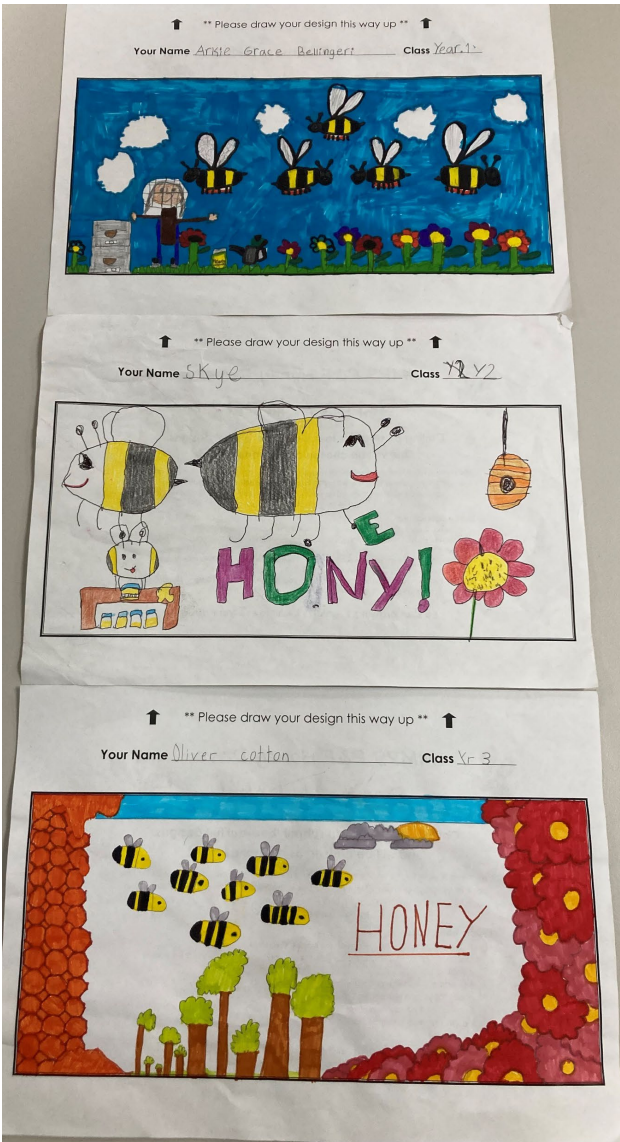 ** Please draw your design this way up **
Your Name Arkie Grace Bellingeri Class Year.1.
** Please draw your design this way up **
Your Name Skye Class Y2
E
HONY!
** Please draw your design this way up **
Your Name Oliver cotton Class Yr 3
HONEY